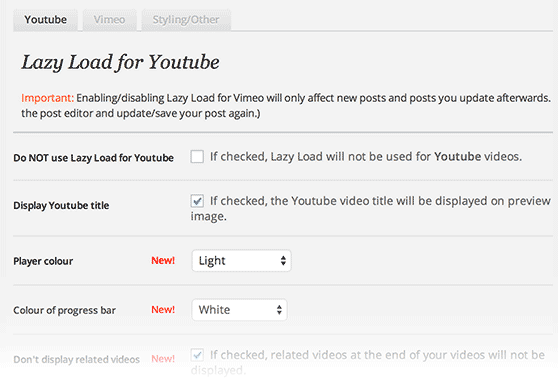 Youtube Vimeo Styling/Other
Lazy Load for Youtube
Important: Enabling/disabling Lazy Load for Vimeo will only affect new posts and posts you update afterwards.
the post editor and update/save your post again.)
Do NOT use Lazy Load for Youtube If checked, Lazy Load will not be used for Youtube videos.
Display Youtube title If checked, the Youtube video title will be displayed on preview
image.
Player colour New! Light
Colour of progress bar New! White
Don't display related videos New! If checked, related videos at the end of your videos will not be
displayed.